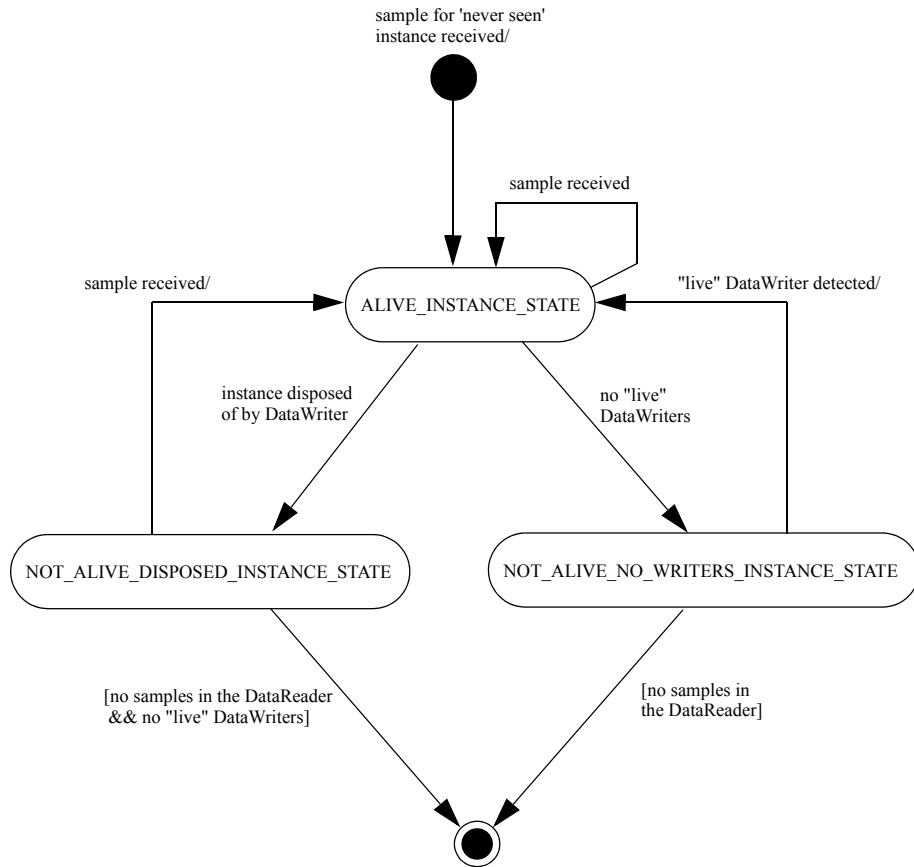 sample for 'never seen'
instance received/
sample received
sample received/
"live" DataWriter detected/
ALIVE_INSTANCE_STATE
instance disposed
of by DataWriter
no "live"
DataWriters
NOT_ALIVE_DISPOSED_INSTANCE_STATE
NOT_ALIVE_NO_WRITERS_INSTANCE_STATE
[no samples in the DataReader
&& no "live" DataWriters]
[no samples in
the DataReader]